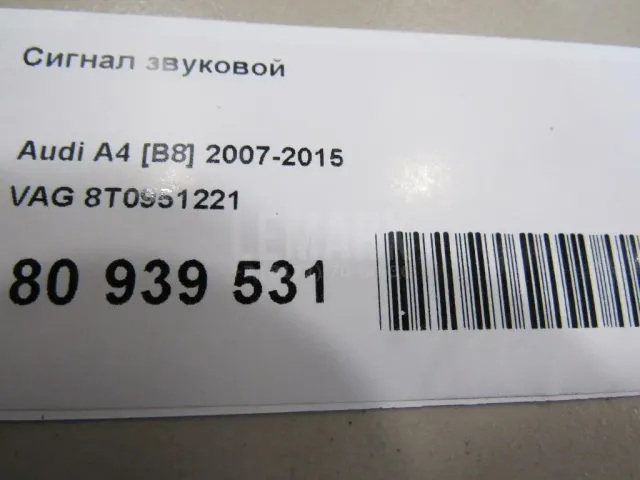 Сигнал звуковой
Audi A4 [B8] 2007-2015
VAG 8T0951221
80 939 531